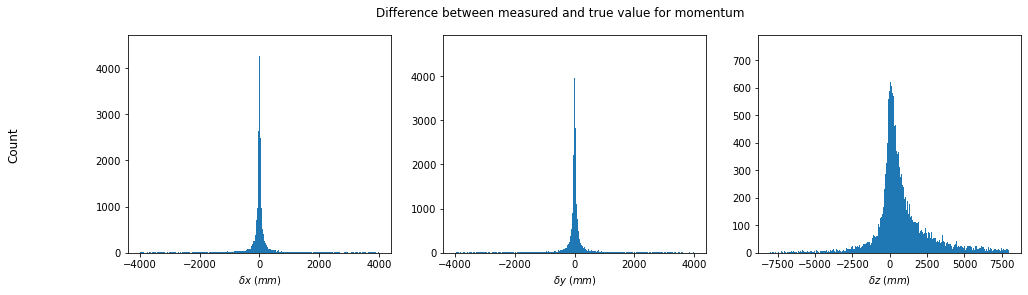 Difference between measured and true value for momentum
Count
4000
3000
2000
1000
0
−4000 −2000 0 2000 4000
δx (mm)
4000
3000
2000
1000
0
−4000 −2000 0 2000 4000
δy (mm)
700
600
500
400
300
200
100
0
−7500 −5000 −2500 0 2500 5000 7500
δz (mm)